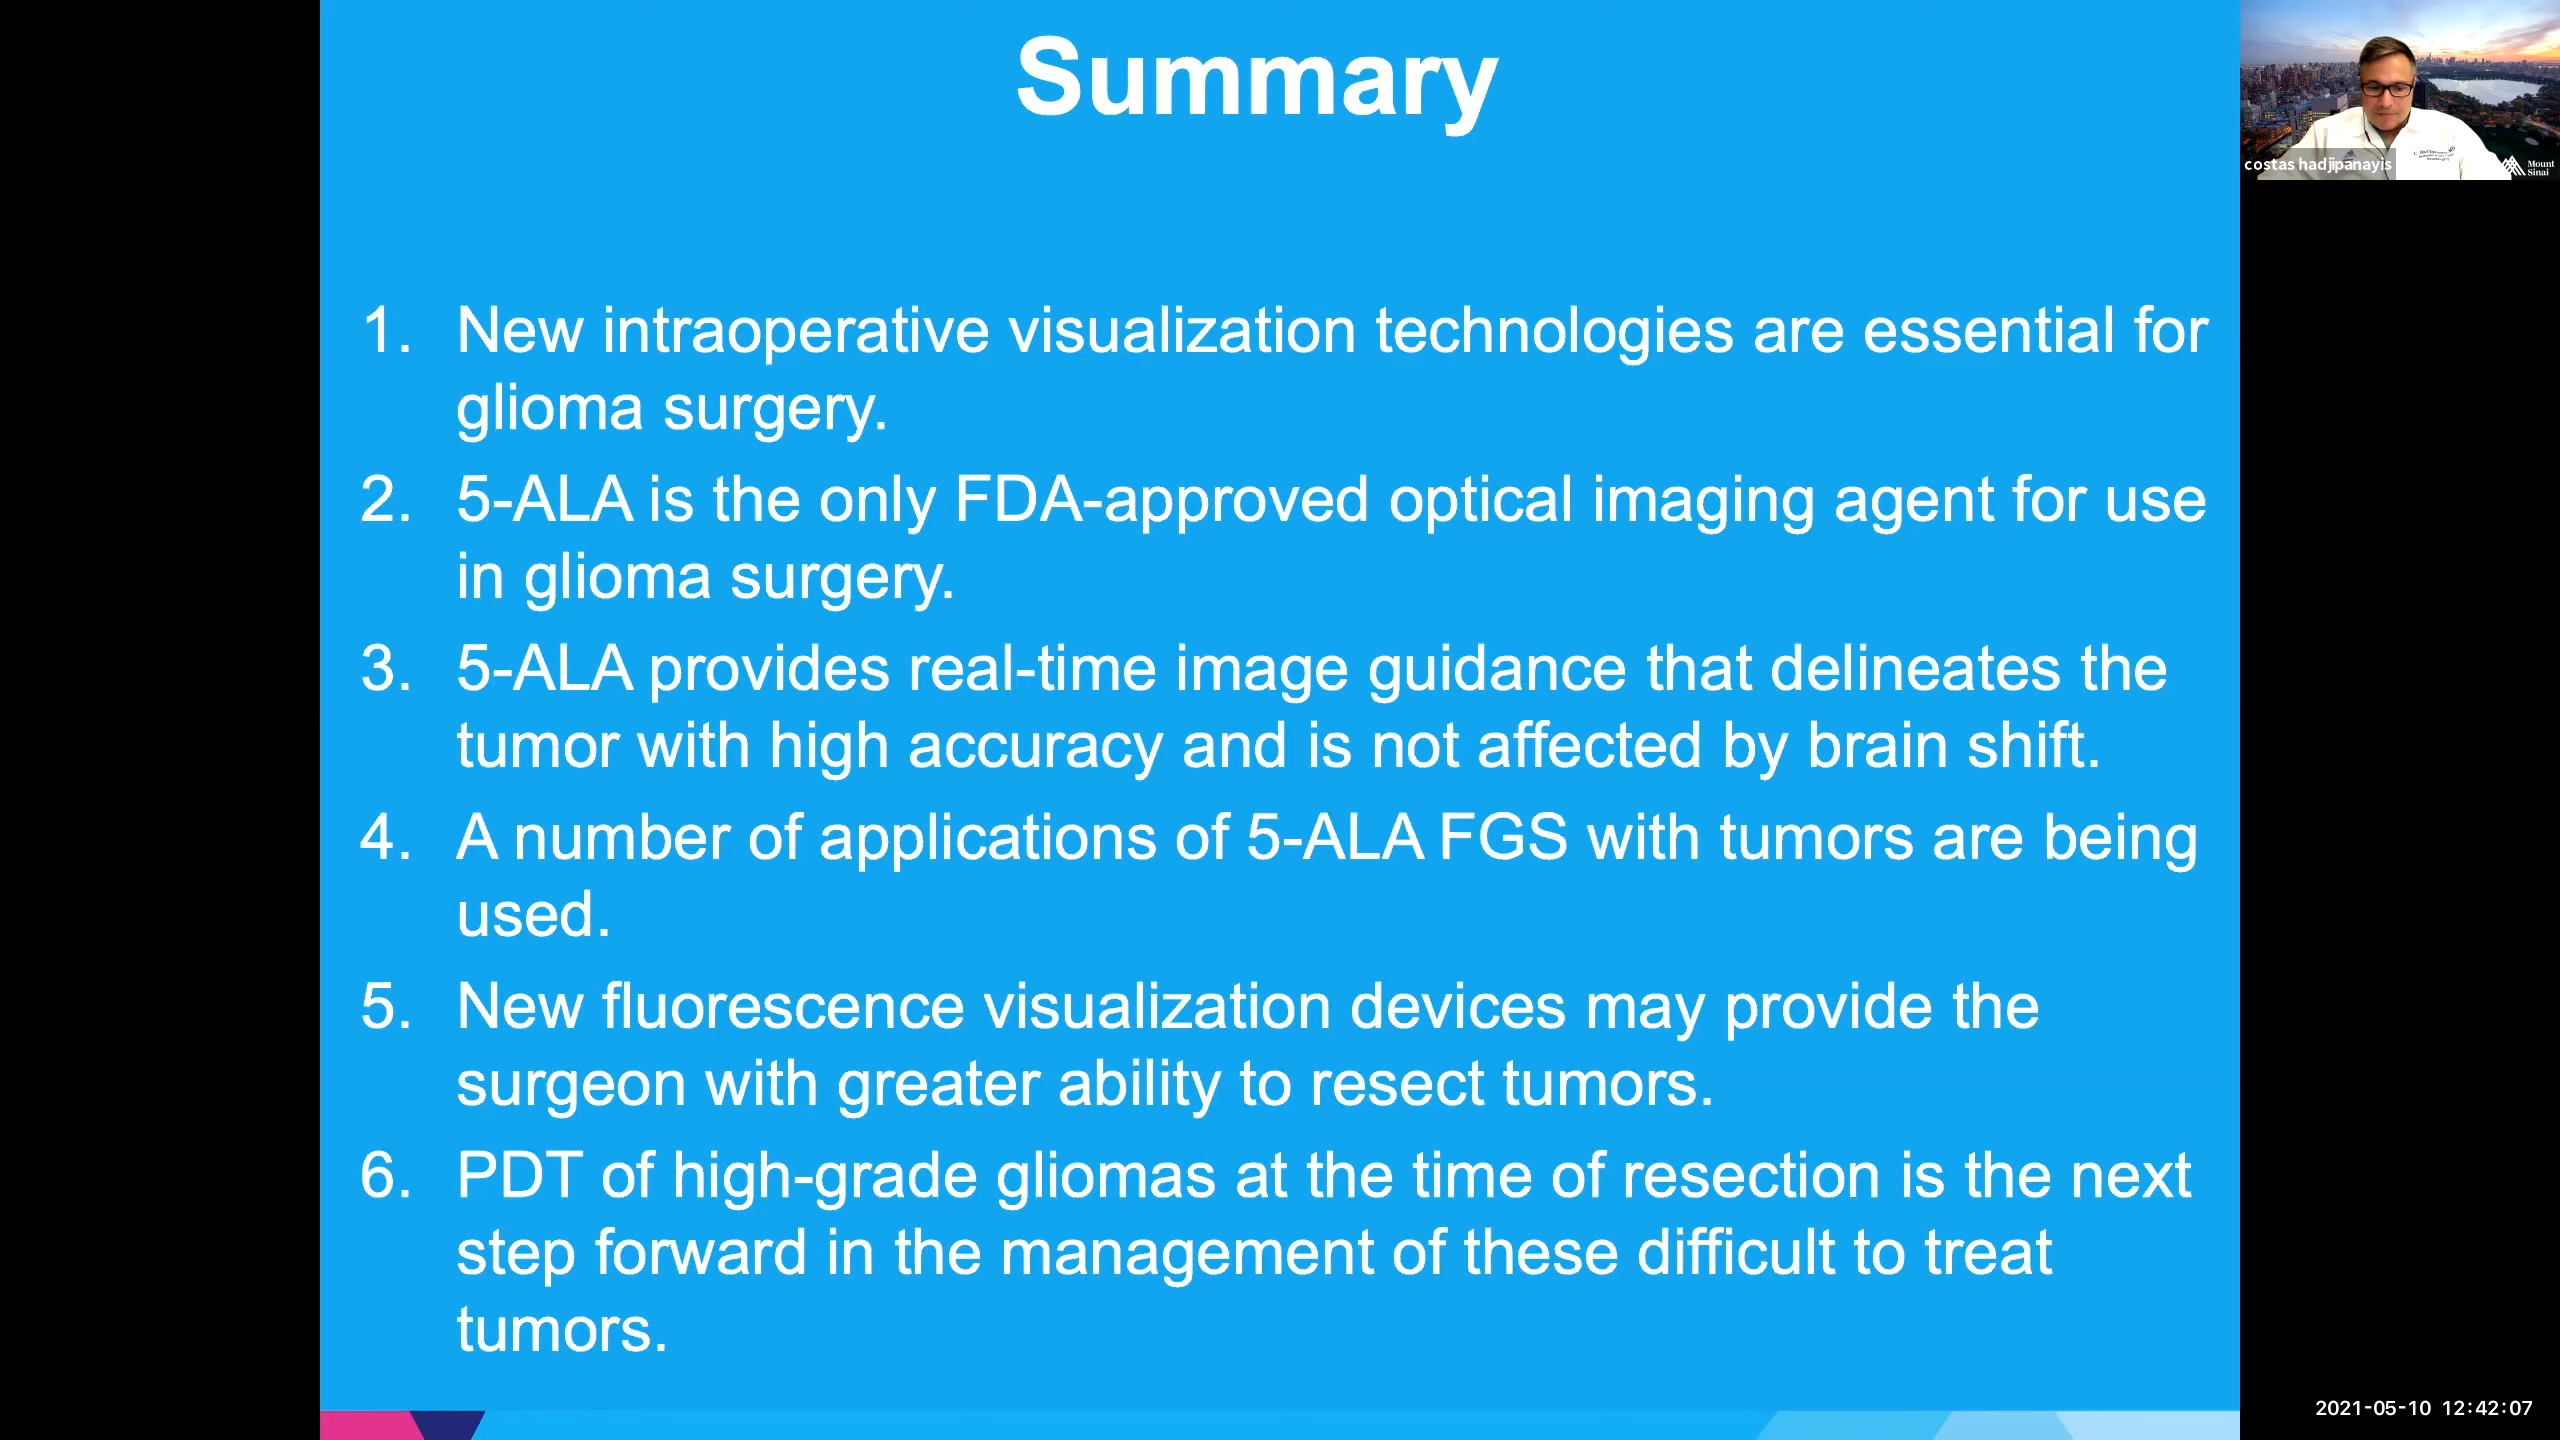 Summary
1. New intraoperative visualization technologies are essential for
glioma surgery.
2. 5-ALA is the only FDA-approved optical imaging agent for use
in glioma surgery.
3. 5-ALA provides real-time image guidance that delineates the
tumor with high accuracy and is not affected by brain shift.
4. A number of applications of 5-ALA FGS with tumors are being
used.
5. New fluorescence visualization devices may provide the
surgeon with greater ability to resect tumors.
6. PDT of high-grade gliomas at the time of resection is the next
step forward in the management of these difficult to treat
tumors.
costas hadjipanayis
Mount
Sinai
2021-05-10 12:42:07